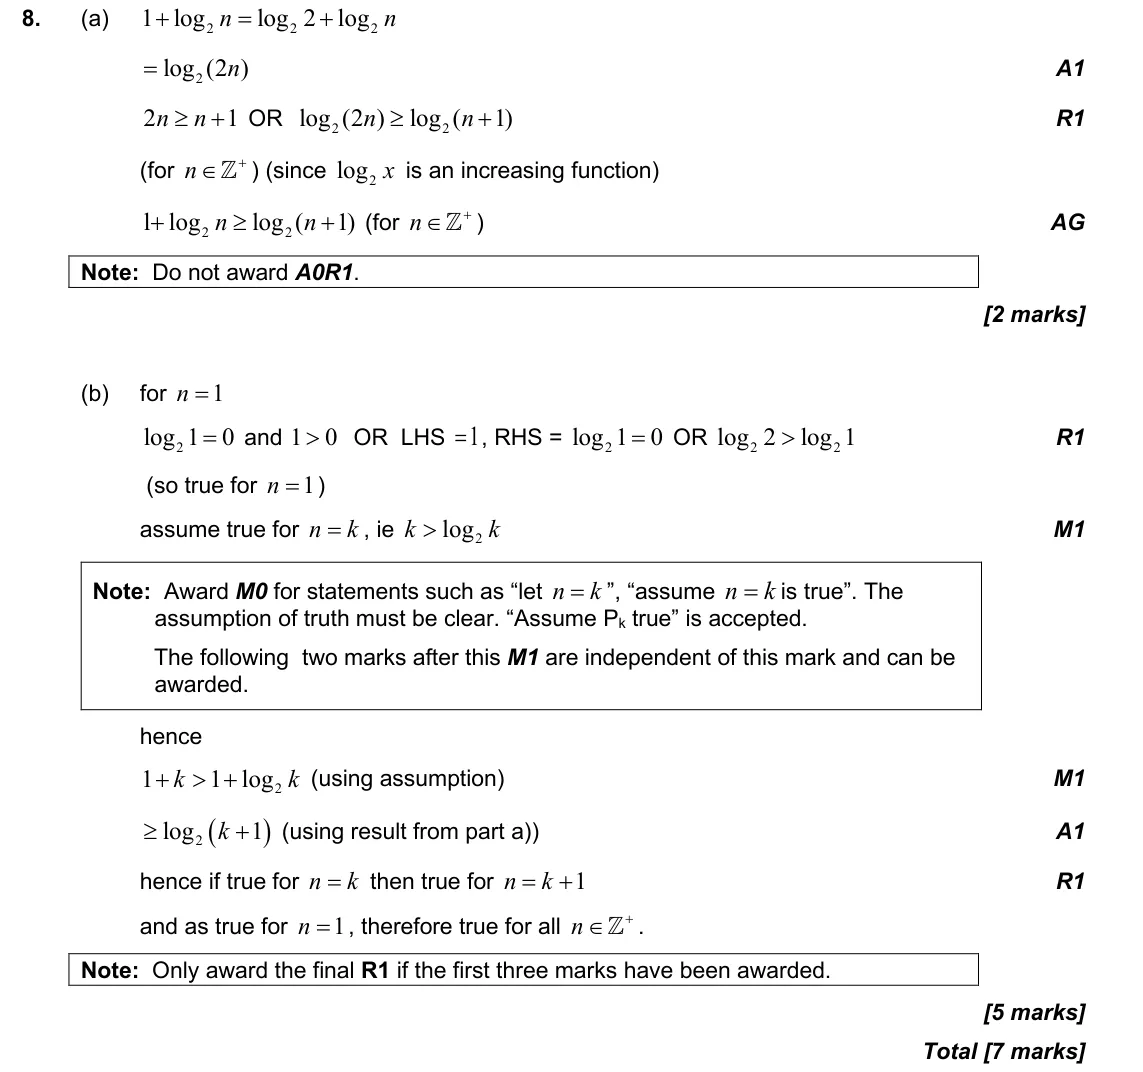 8. (a) 1 + log₂ n = log₂ 2 + log₂ n
= log₂(2n) A1
2n ≥ n + 1 OR log₂(2n) ≥ log₂(n + 1) R1
(for n ∈ ℤ⁺) (since log₂ x is an increasing function)
1 + log₂ n ≥ log₂(n + 1) (for n ∈ ℤ⁺) AG
Note: Do not award A0R1.
[2 marks]
(b) for n = 1
log₂ 1 = 0 and 1 > 0 OR LHS = 1, RHS = log₂ 1 = 0 OR log₂ 2 > log₂ 1 R1
(so true for n = 1)
assume true for n = k, ie k > log₂ k M1
Note: Award M0 for statements such as “let n = k”, “assume n = k is true”. The
assumption of truth must be clear. “Assume Pₖ true” is accepted.
The following two marks after this M1 are independent of this mark and can be
awarded.
hence
1 + k > 1 + log₂ k (using assumption) M1
≥ log₂(k + 1) (using result from part a)) A1
hence if true for n = k then true for n = k + 1 R1
and as true for n = 1, therefore true for all n ∈ ℤ⁺.
Note: Only award the final R1 if the first three marks have been awarded.
[5 marks]
Total [7 marks]